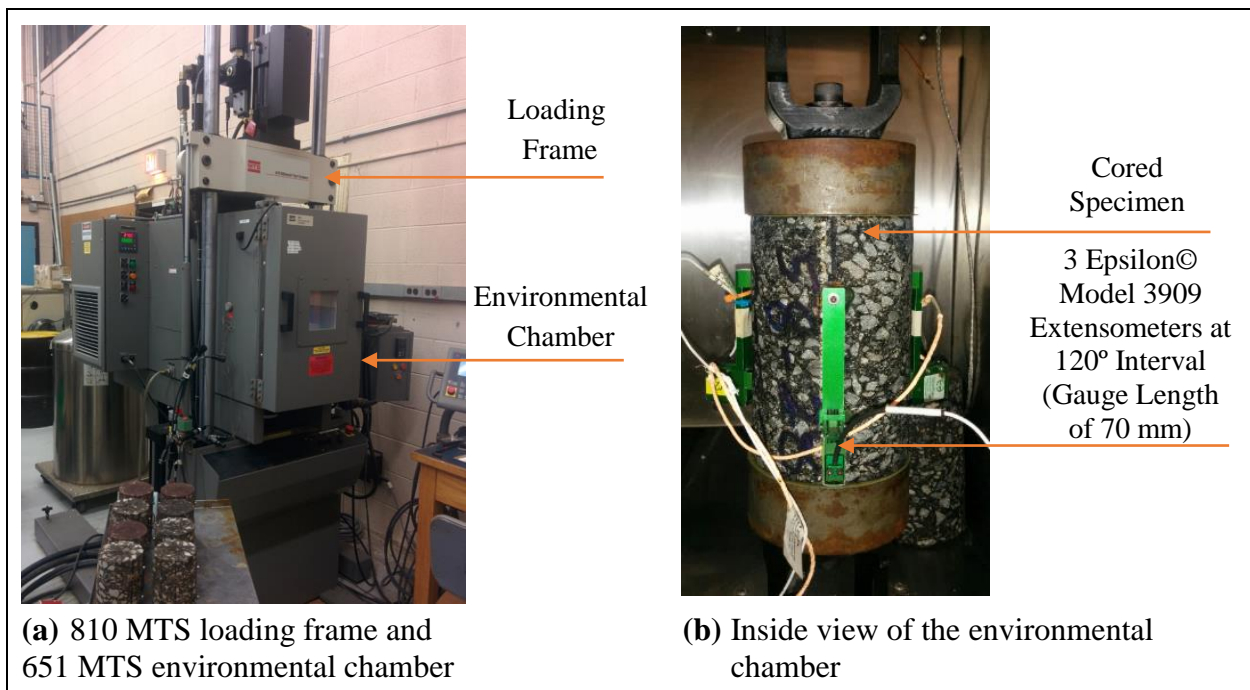 Loading
Frame
Environmental
Chamber
(a) 810 MTS loading frame and
651 MTS environmental chamber
Cored
Specimen
3 Epsilon©
Model 3909
Extensometers at
120º Interval
(Gauge Length
of 70 mm)
(b) Inside view of the environmental
chamber